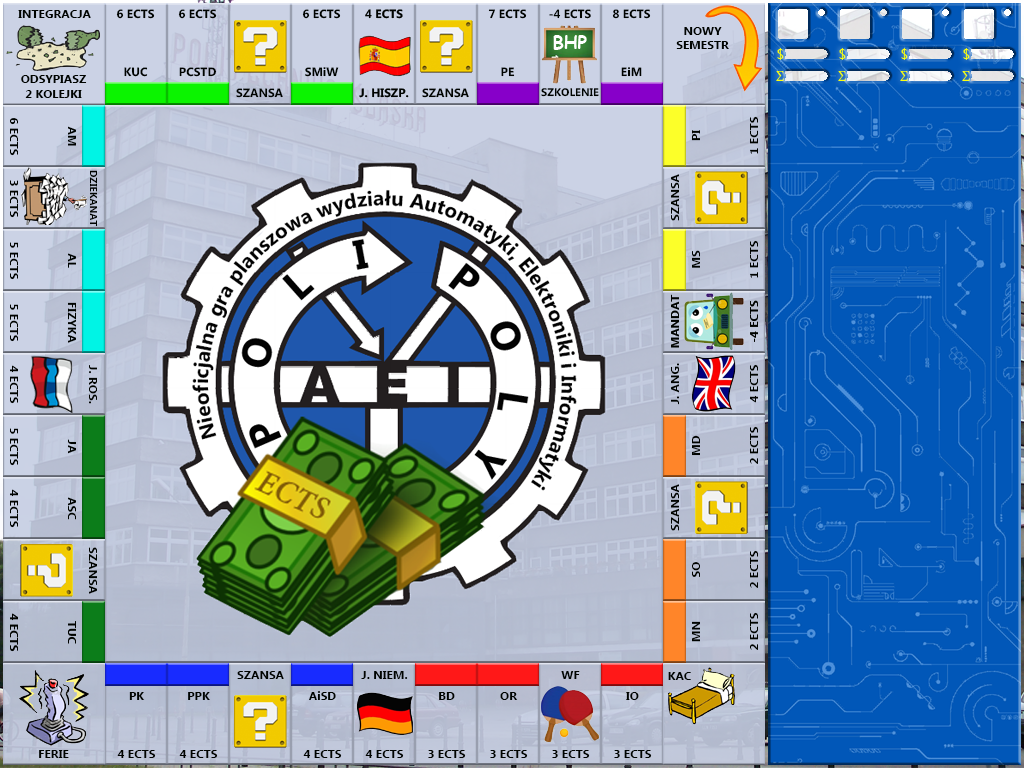 INTEGRACJA
ODSYPIASZ
2 KOLEJKI
6 ECTS
KUC
6 ECTS
PCSTD
?
SZANSA
6 ECTS
SMiW
4 ECTS
J. HISZP.
?
SZANSA
7 ECTS
PE
-4 ECTS
BHP
SZKOLENIE
8 ECTS
EiM
NOWY
SEMESTR
PI
1 ECTS
SZANSA
?
MS
1 ECTS
MANDAT
-4 ECTS
J. ANG.
4 ECTS
MD
2 ECTS
SZANSA
?
SO
2 ECTS
MN
2 ECTS
KAC
IO
3 ECTS
WF
3 ECTS
OR
3 ECTS
BD
3 ECTS
J. NIEM.
4 ECTS
AiSD
4 ECTS
SZANSA
?
PPK
4 ECTS
PK
4 ECTS
FERIE
TUC
4 ECTS
SZANSA
?
ASC
4 ECTS
JA
5 ECTS
J. ROS.
4 ECTS
FIZYKA
5 ECTS
AL
5 ECTS
DZIEKANAT
3 ECTS
AM
6 ECTS
Nieoficjalna gra planszowa wydziału Automatyki, Elektroniki i Informatyki
POLIPOLY
AEI
ECTS
$ $ $ $
Σ Σ Σ Σ